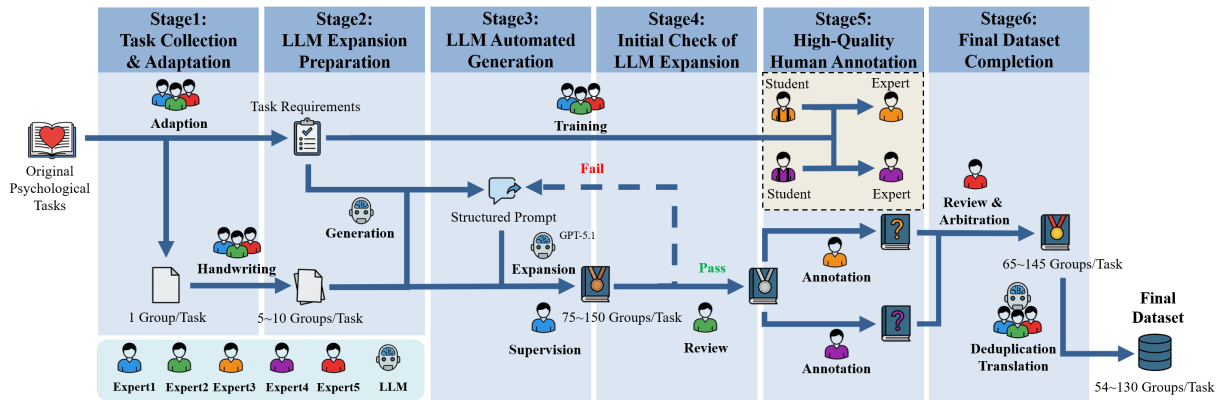 Stage1:
Task Collection
& Adaptation
Stage2:
LLM Expansion
Preparation
Stage3:
LLM Automated
Generation
Stage4:
Initial Check of
LLM Expansion
Stage5:
High-Quality
Human Annotation
Stage6:
Final Dataset
Completion
Original
Psychological
Tasks
Adaption
Task Requirements
Training
Student
Expert
Student
Expert
Generation
Structured Prompt
Fail
Review &
Arbitration
Handwriting
GPT-5.1
Expansion
Pass
Annotation
65~145 Groups/Task
1 Group/Task
5~10 Groups/Task
75~150 Groups/Task
Supervision
Review
Annotation
Deduplication
Translation
Final
Dataset
54~130 Groups/Task
Expert1
Expert2
Expert3
Expert4
Expert5
LLM